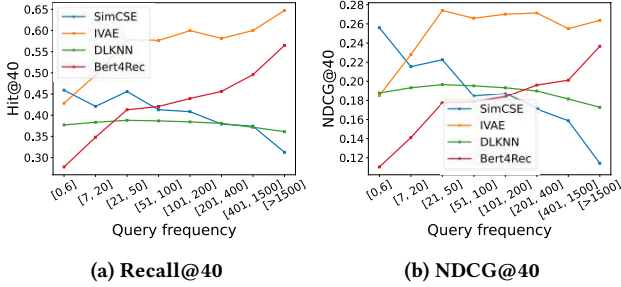 0.65
0.60
0.55
0.50
0.45
0.40
0.35
0.30
Hit@40
SimCSE
IVAE
DLKNN
Bert4Rec
[0,6]
[7, 20]
[21, 50]
[51, 100]
[101, 200]
[201, 400]
[401, 1500]
[>1500]
Query frequency
(a) Recall@40
0.28
0.26
0.24
0.22
0.20
0.18
0.16
0.14
0.12
NDCG@40
SimCSE
IVAE
DLKNN
Bert4Rec
[0,6]
[7, 20]
[21, 50]
[51, 100]
[101, 200]
[201, 400]
[401, 1500]
[>1500]
Query frequency
(b) NDCG@40